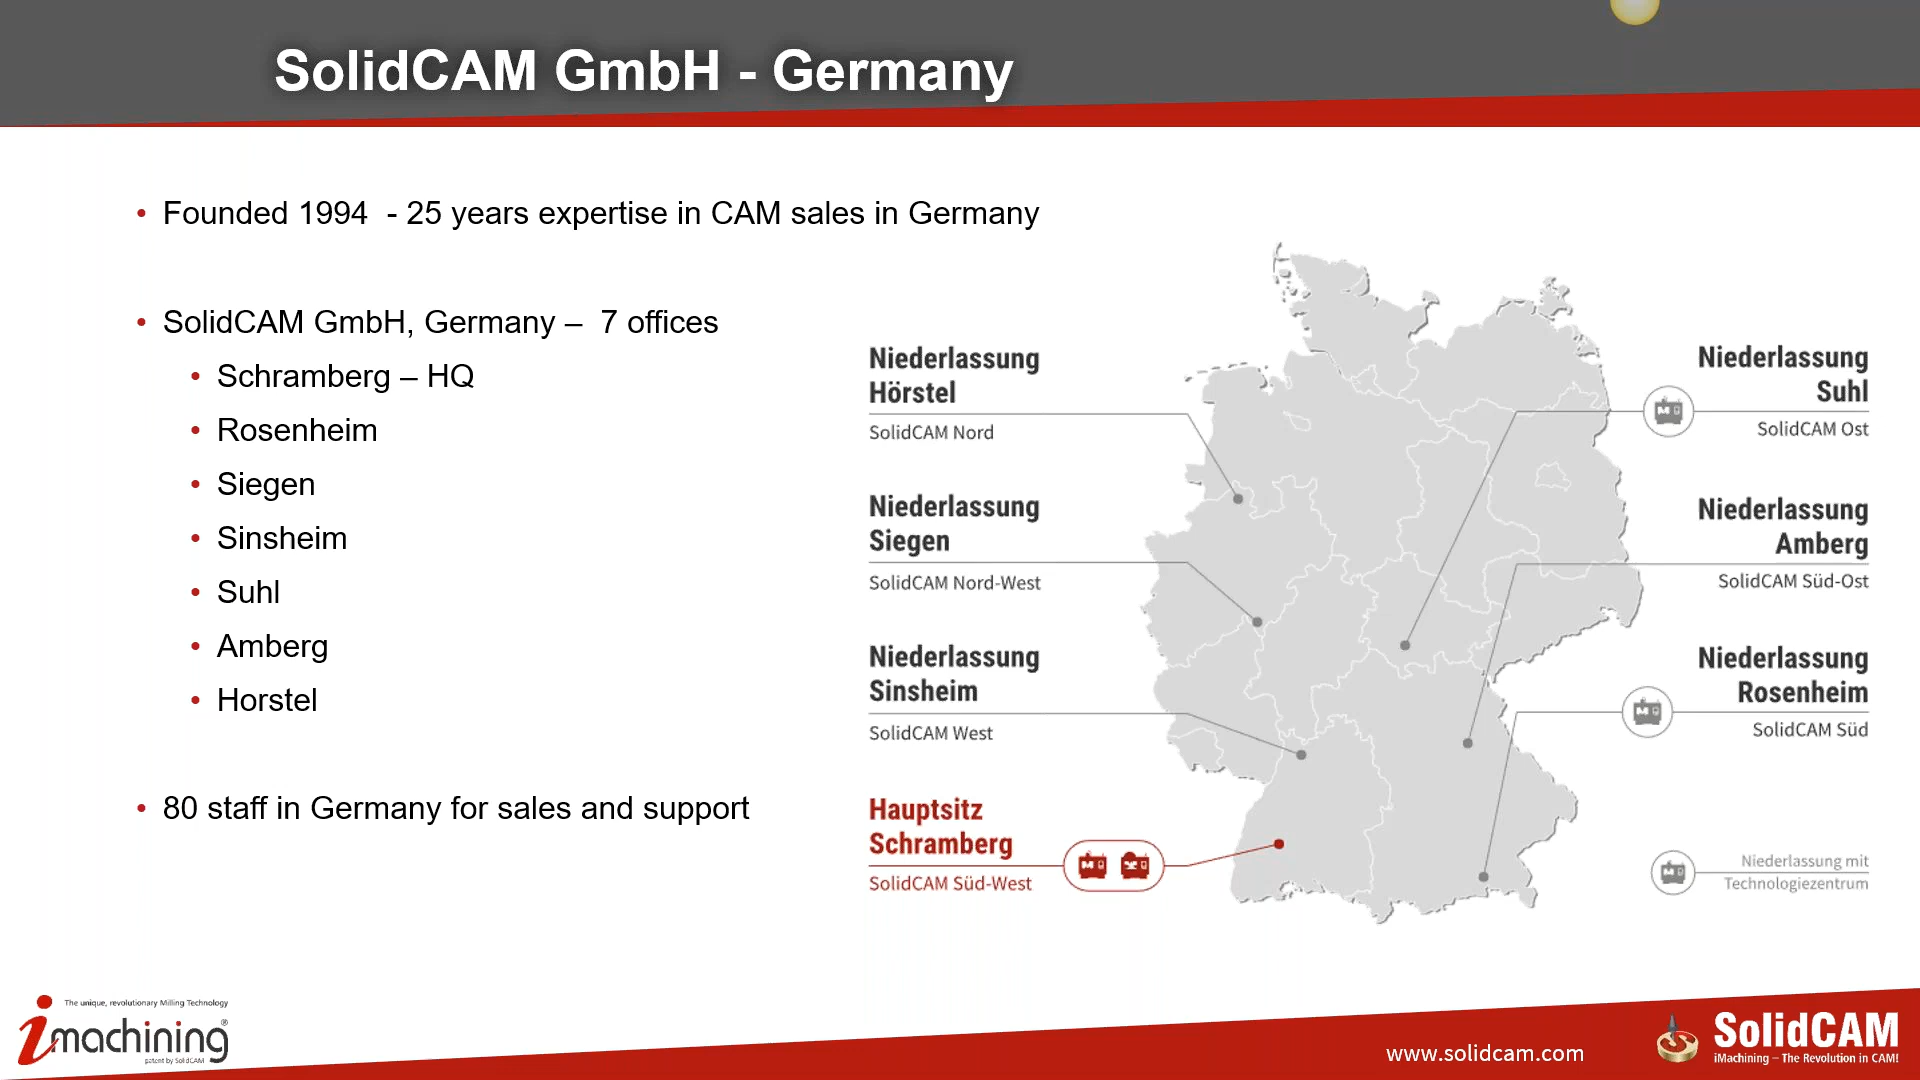 SolidCAM GmbH - Germany
• Founded 1994 - 25 years expertise in CAM sales in Germany
• SolidCAM GmbH, Germany – 7 offices
• Schramberg – HQ
• Rosenheim
• Siegen
• Sinsheim
• Suhl
• Amberg
• Horstel
• 80 staff in Germany for sales and support
Niederlassung
Hörstel
SolidCAM Nord
Niederlassung
Siegen
SolidCAM Nord-West
Niederlassung
Sinsheim
SolidCAM West
Hauptsitz
Schramberg
SolidCAM Süd-West
Niederlassung
Suhl
SolidCAM Ost
Niederlassung
Amberg
SolidCAM Süd-Ost
Niederlassung
Rosenheim
SolidCAM Süd
Niederlassung mit
Technologiezentrum
The unique, revolutionary Milling Technology
imachining®
patent by SolidCAM
www.solidcam.com
SolidCAM
iMachining – The Revolution in CAM!